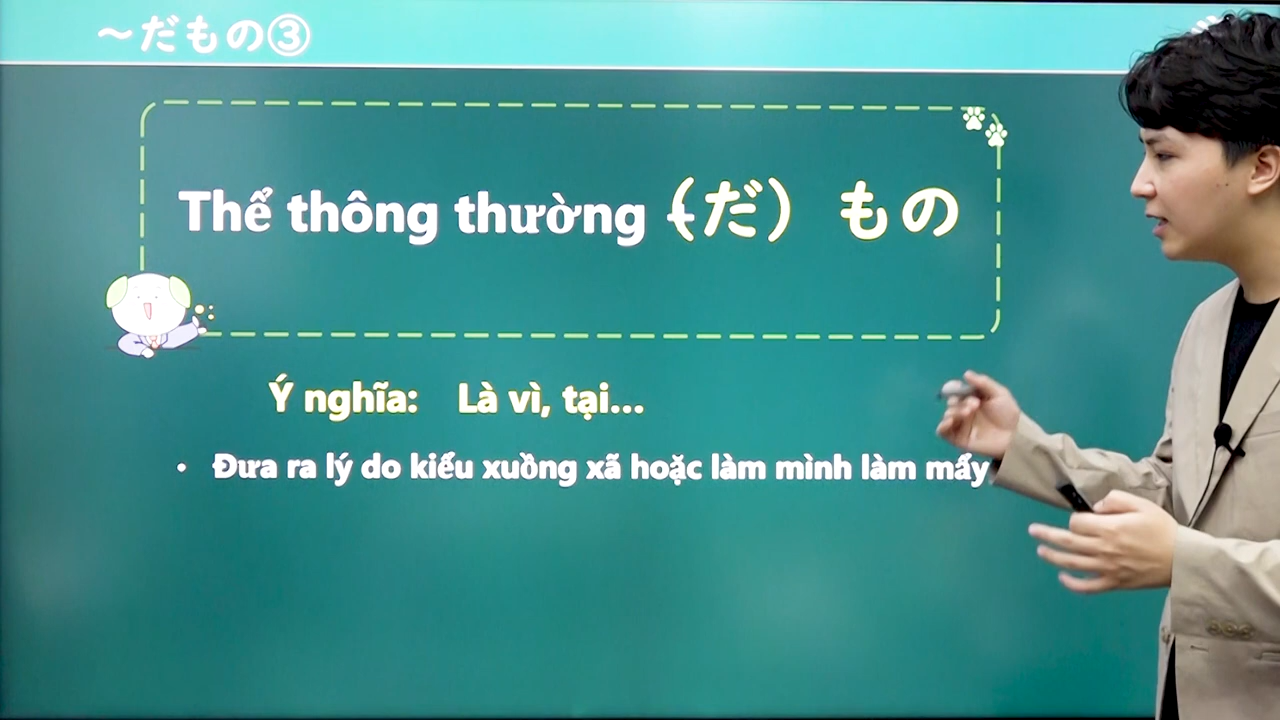 ～だもの③
Thể thông thường +（だ） もの
Ý nghĩa: Là vì, tại...
• Đưa ra lý do kiểu xuồng xã hoặc làm mình làm mẩy